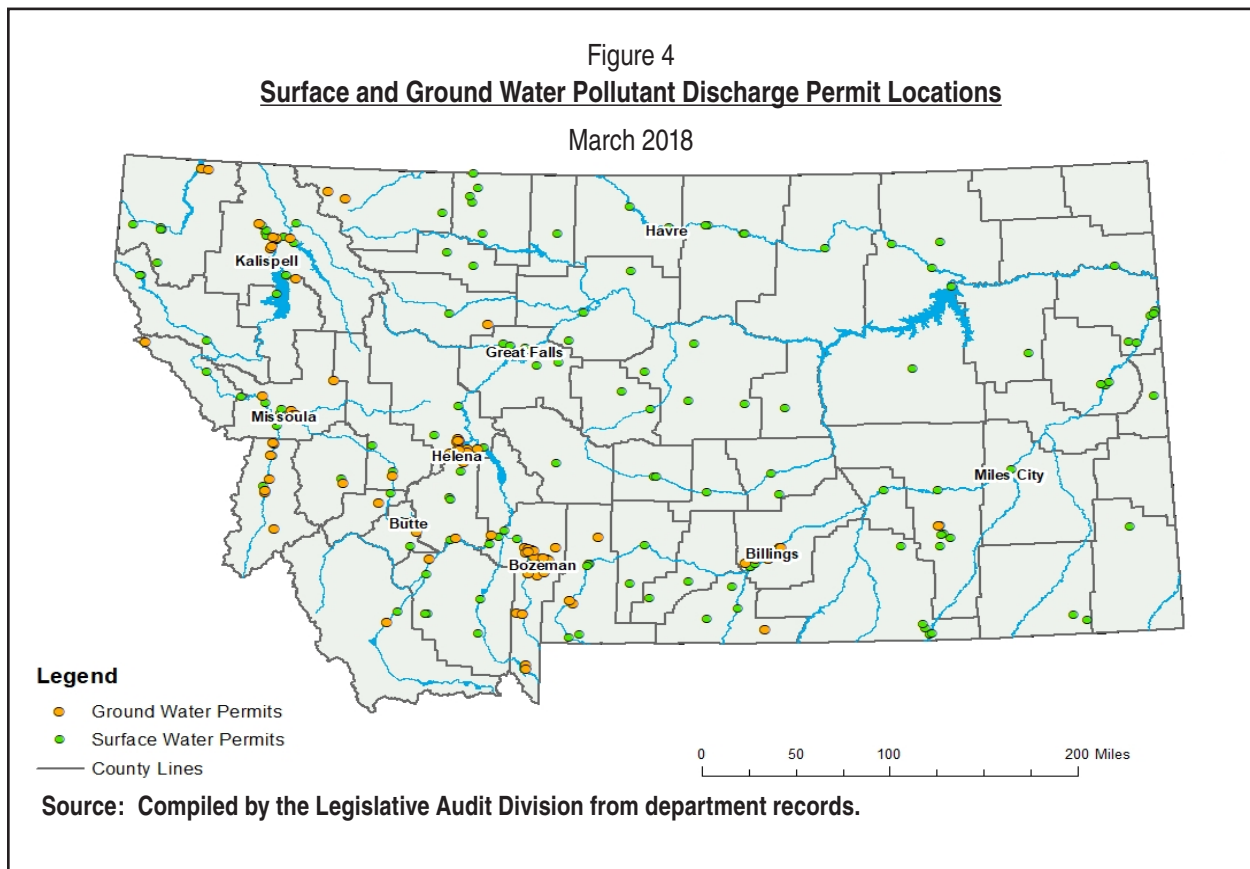 Figure 4
Surface and Ground Water Pollutant Discharge Permit Locations
March 2018
Havre
Kalispell
Great Falls
Missoula
Helena
Miles City
Butte
Billings
Bozeman
Legend
Ground Water Permits
Surface Water Permits
County Lines
0 50 100 200 Miles
Source: Compiled by the Legislative Audit Division from department records.